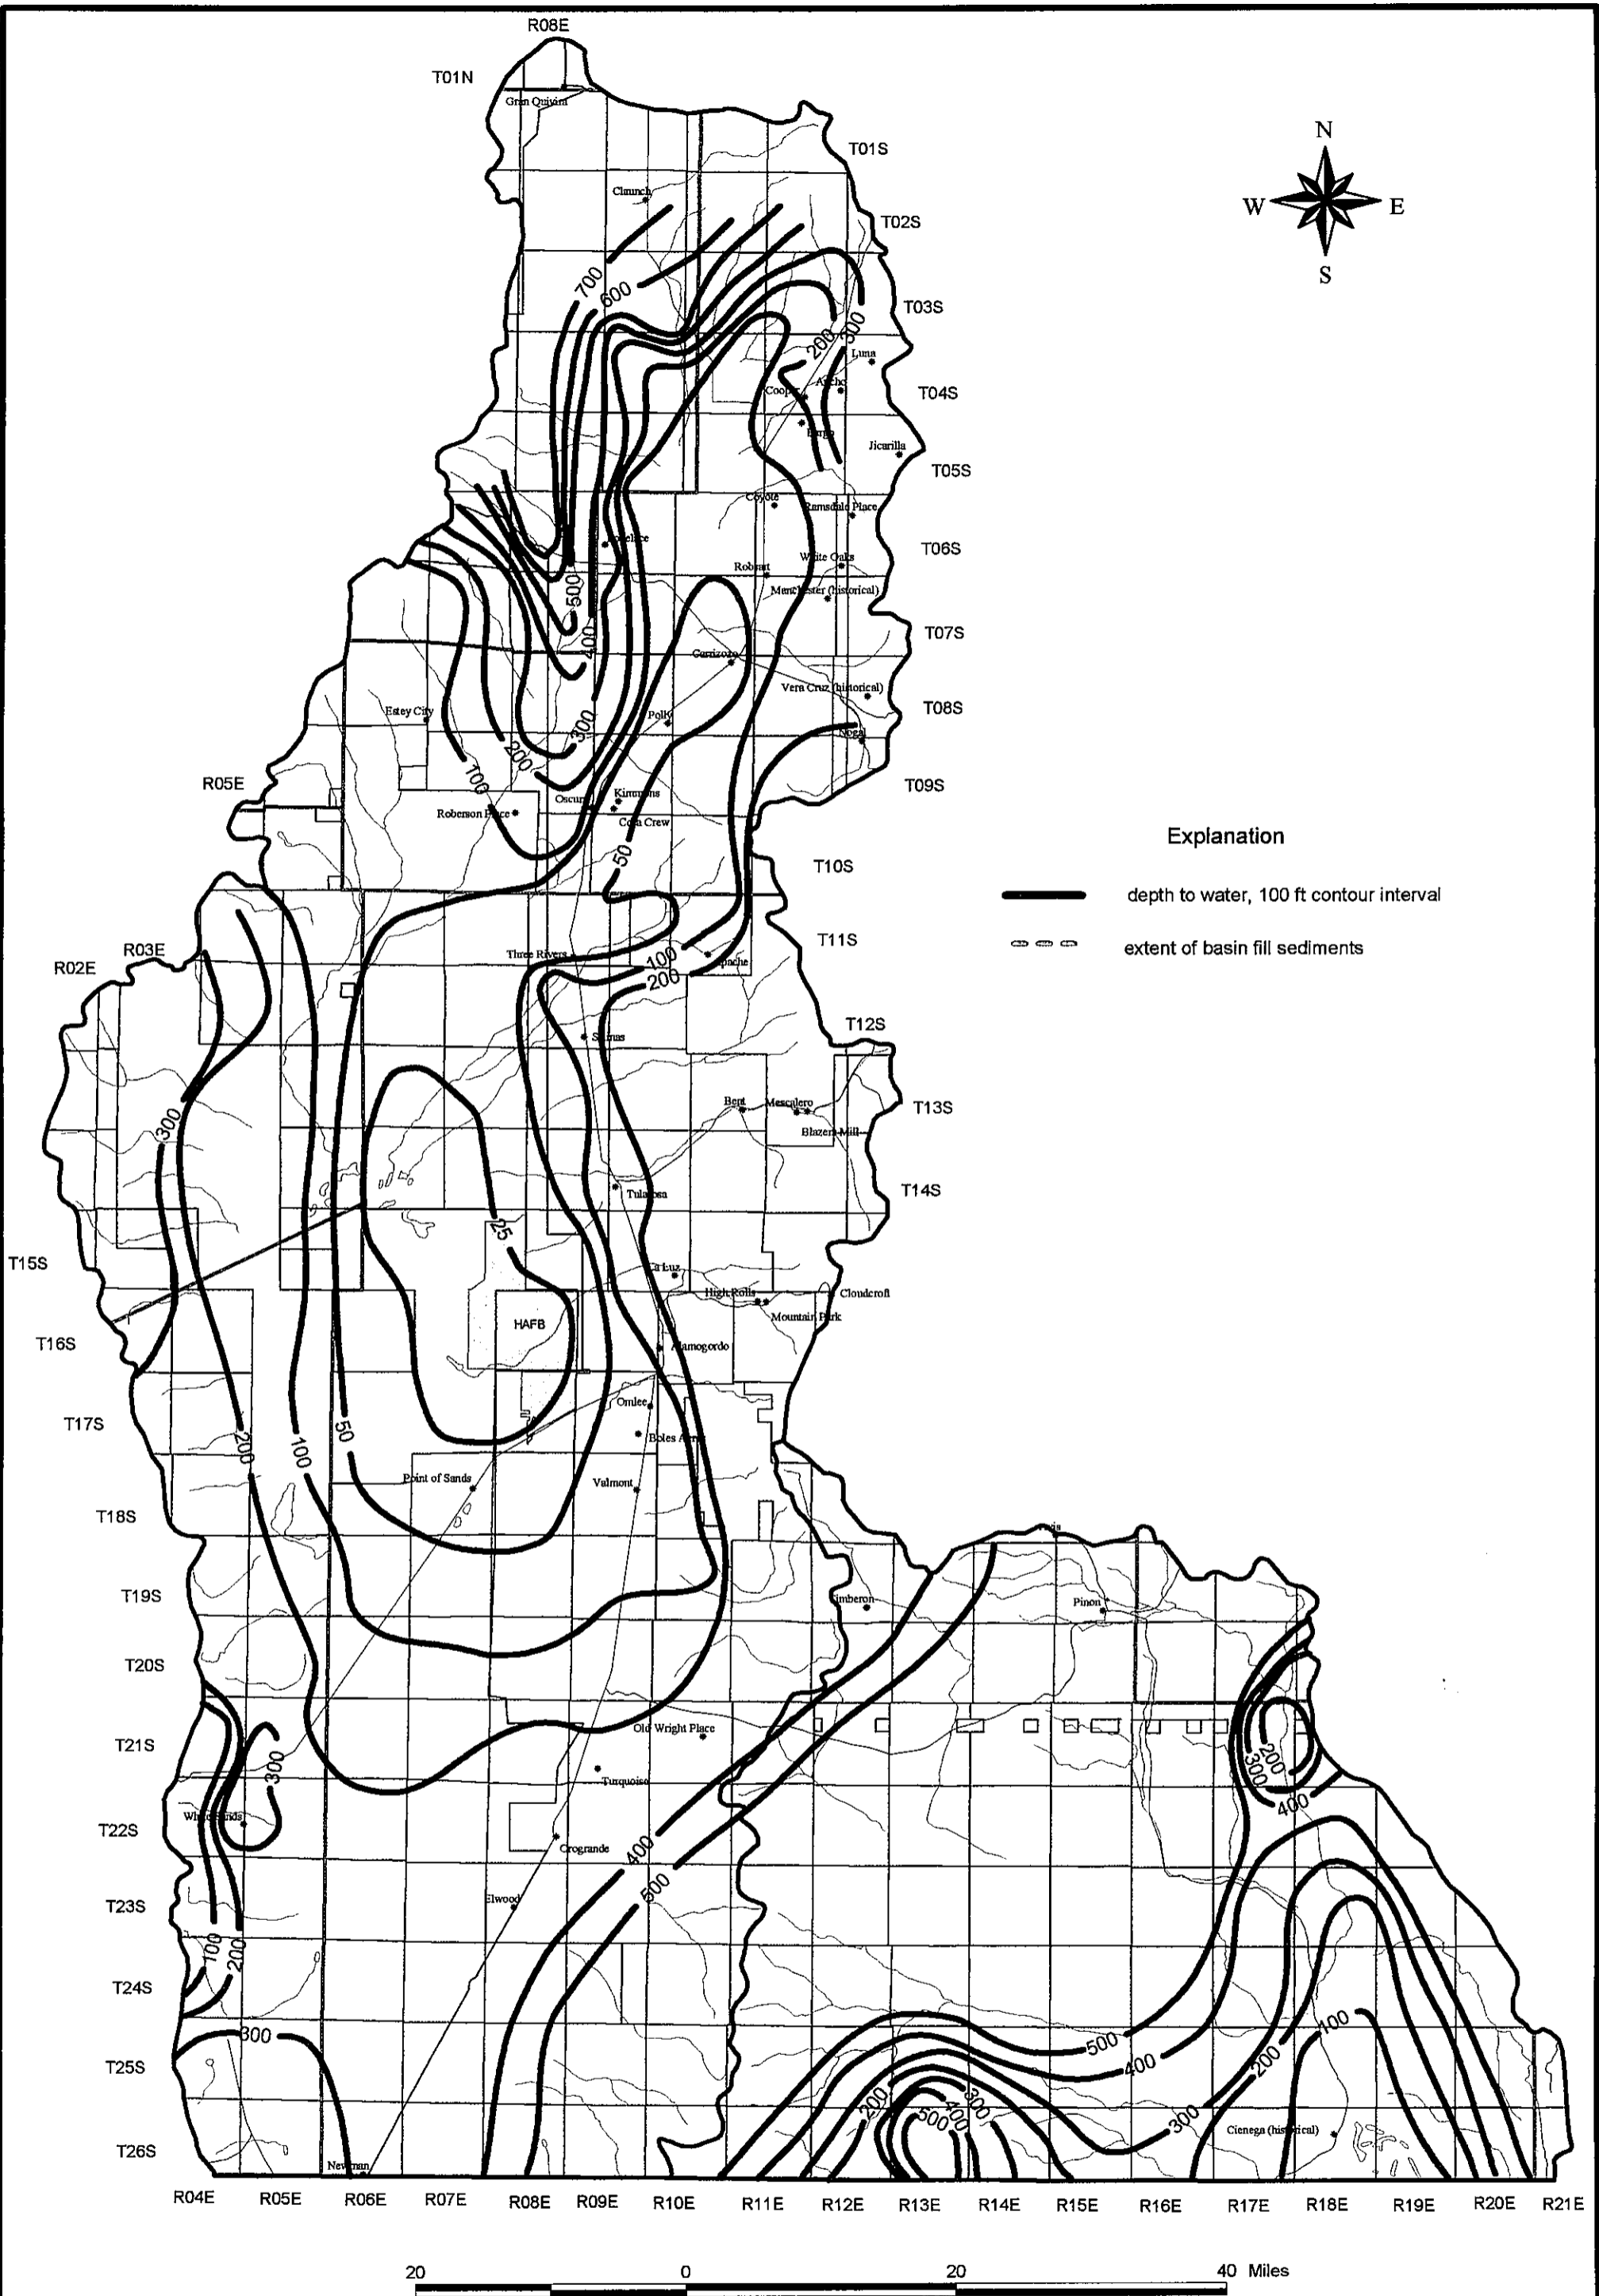 R08E
T01N
Gran Quivira
T01S
N
W
E
S
Claunch
T02S
700
600
T03S
200
300
Luna
Ancho
Cooper
T04S
Jicarilla
T05S
Coyote
Ramsdale Place
White Oaks
T06S
Robsart
Manchester (historical)
500
T07S
400
Carrizozo
Vera Cruz (historical)
T08S
Estey City
Polly
300
Nogal
200
100
T09S
R05E
Oscura
Kimmons
Roberson Place
Coza Crew
Explanation
50
T10S
depth to water, 100 ft contour interval
T11S
extent of basin fill sediments
R03E
R02E
Three Rivers
100
200
T12S
Bent
Mescalero
T13S
300
Blazers Mill
Tularosa
T14S
25
T15S
La Luz
High Rolls
Cloudcroft
Mountain Park
HAFB
T16S
Alamogordo
Omlee
T17S
50
200
100
Boles Acres
Point of Sands
Valmont
T18S
T19S
Timberon
Pinon
T20S
Old Wright Place
T21S
300
200
300
Turquoise
400
White Sands
T22S
Orogrande
400
500
T23S
Elwood
100
200
T24S
300
100
500
T25S
400
200
200
300
400
500
300
Cienega (historical)
T26S
Newman
R04E
R05E
R06E
R07E
R08E
R09E
R10E
R11E
R12E
R13E
R14E
R15E
R16E
R17E
R18E
R19E
R20E
R21E
20
0
20
40 Miles